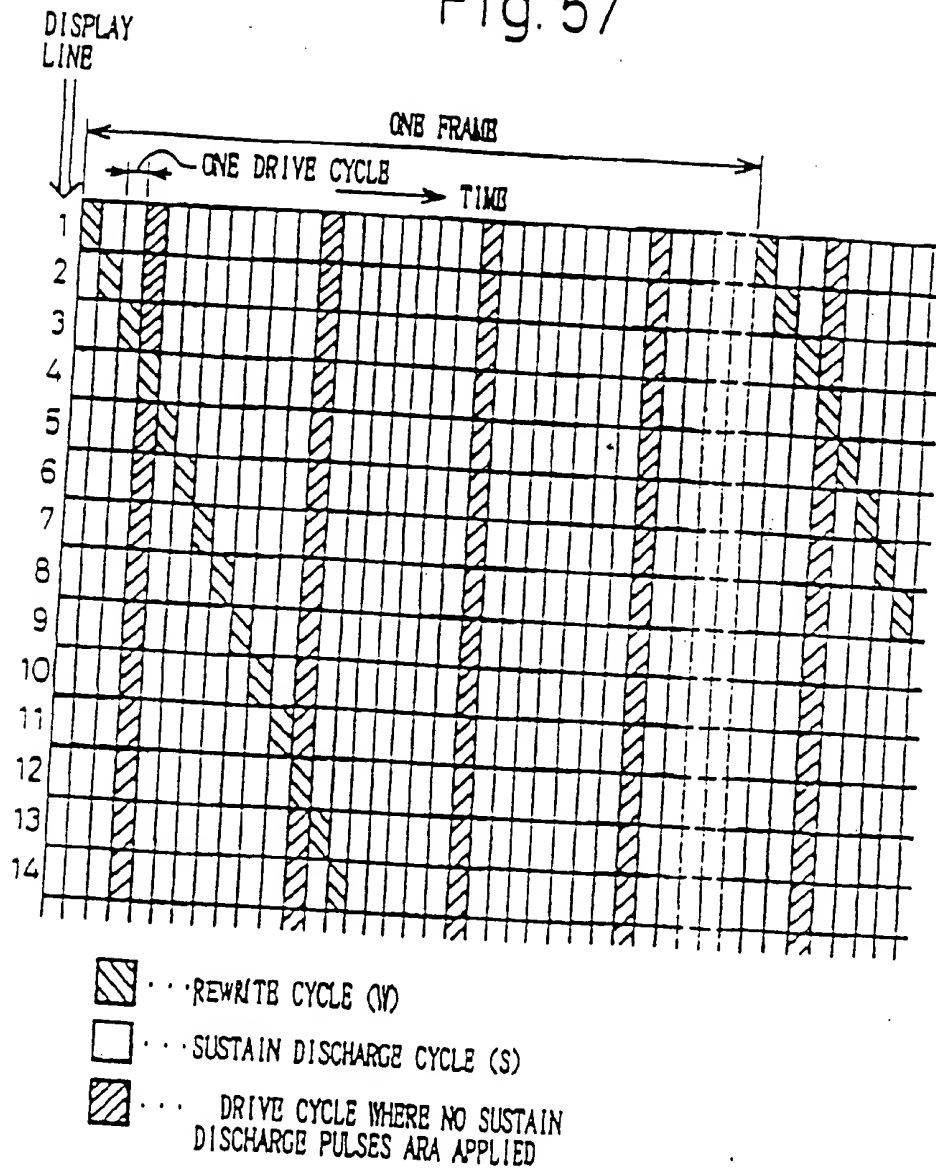 Fig. 57
DISPLAY
LINE
ONE FRAME
ONE DRIVE CYCLE
TIME
1
2
3
4
5
6
7
8
9
10
11
12
13
14
···REWRITE CYCLE (W)
···SUSTAIN DISCHARGE CYCLE (S)
··· DRIVE CYCLE WHERE NO SUSTAIN
DISCHARGE PULSES ARA APPLIED